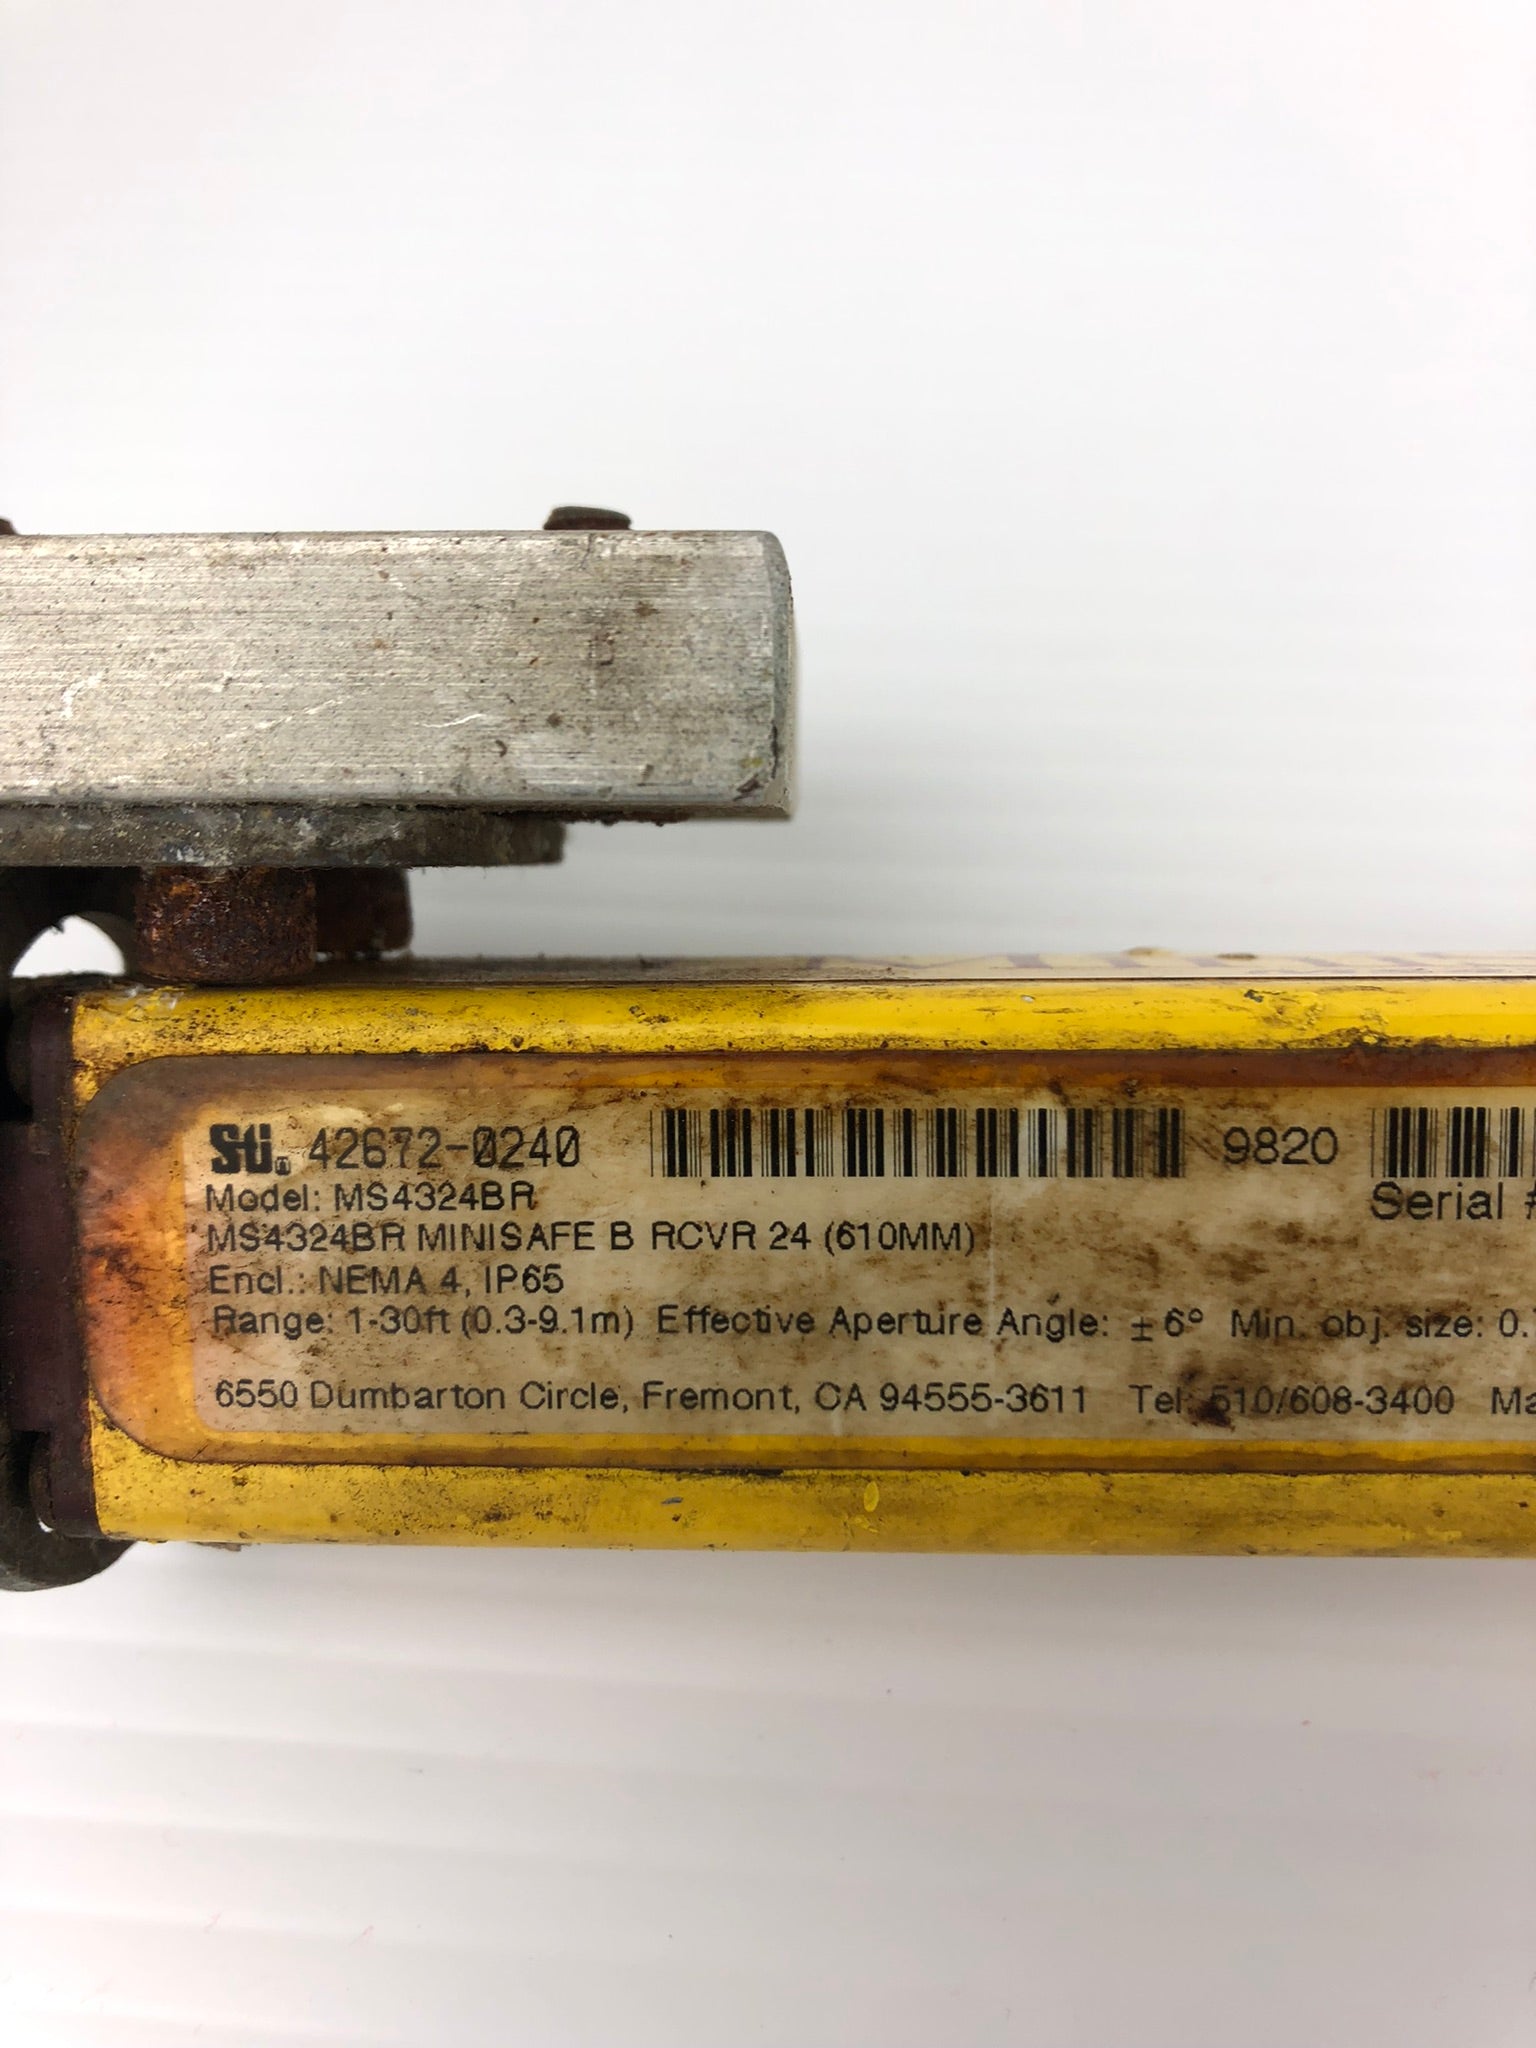 Sti 42672-0240 9820
Model: MS4324BR Serial #
MS4324BR MINISAFE B RCVR 24 (610MM)
Encl.: NEMA 4, IP65
Range: 1-30ft (0.3-9.1m) Effective Aperture Angle: ± 6° Min. obj. size: 0.
6550 Dumbarton Circle, Fremont, CA 94555-3611 Tel: 510/608-3400